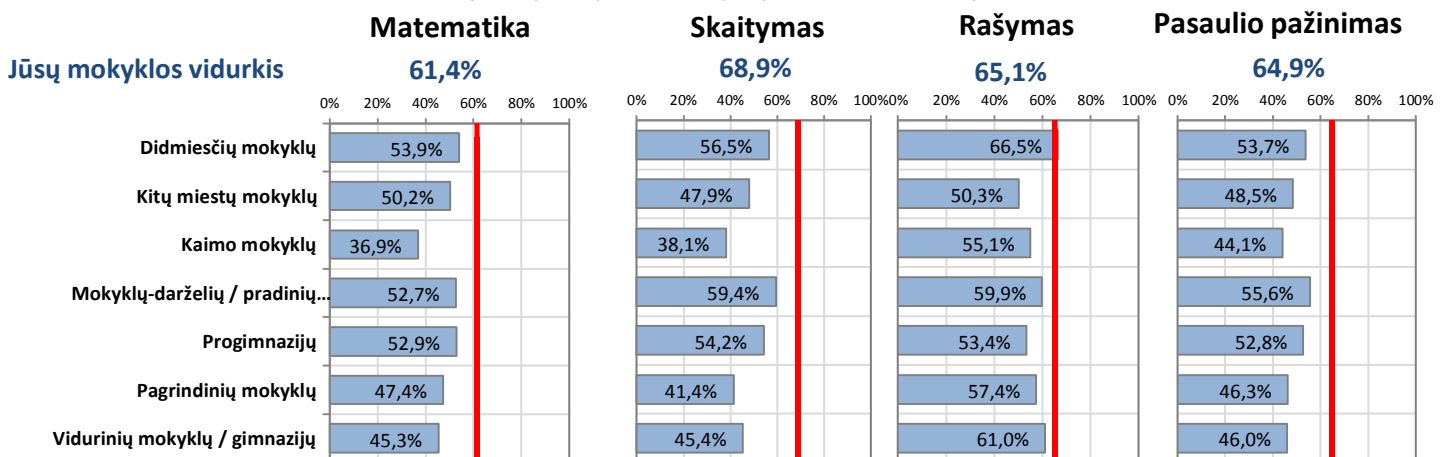 Matematika Skaitymas Rašymas Pasaulio pažinimas
Jūsų mokyklos vidurkis 61,4% 68,9% 65,1% 64,9%
0% 20% 40% 60% 80% 100% 0% 20% 40% 60% 80% 100% 0% 20% 40% 60% 80% 100% 0% 20% 40% 60% 80% 100%
Didmiesčių mokyklų 53,9% 56,5% 66,5% 53,7%
Kitų miestų mokyklų 50,2% 47,9% 50,3% 48,5%
Kaimo mokyklų 36,9% 38,1% 55,1% 44,1%
Mokyklų-darželių / pradinių... 52,7% 59,4% 59,9% 55,6%
Progimnazijų 52,9% 54,2% 53,4% 52,8%
Pagrindinių mokyklų 47,4% 41,4% 57,4% 46,3%
Vidurinių mokyklų / gimnazijų 45,3% 45,4% 61,0% 46,0%